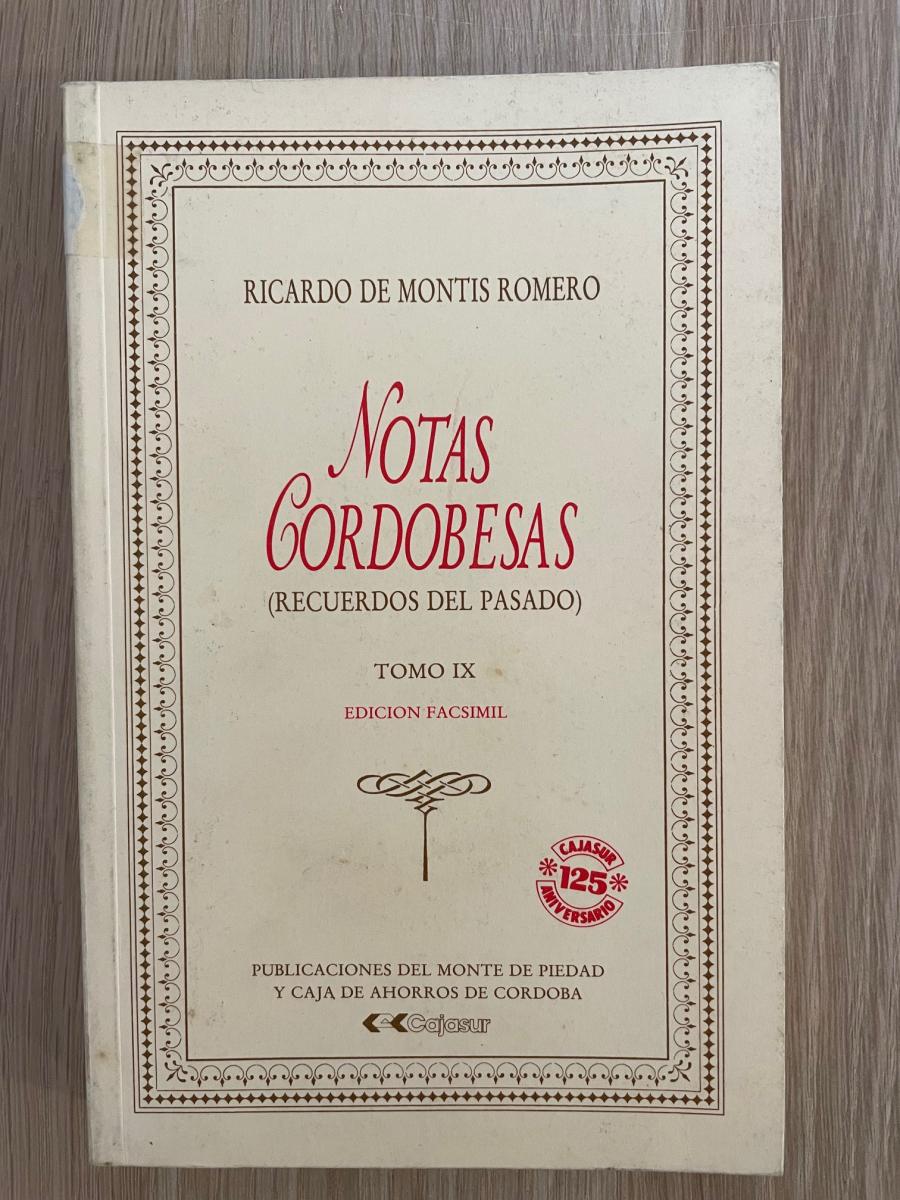 RICARDO DE MONTIS ROMERO
NOTAS
CORDOBESAS
(RECUERDOS DEL PASADO)
TOMO IX
EDICION FACSIMIL
CAJASUR
125
ANIVERSARIO
PUBLICACIONES DEL MONTE DE PIEDAD
Y CAJA DE AHORROS DE CORDOBA
Cajasur